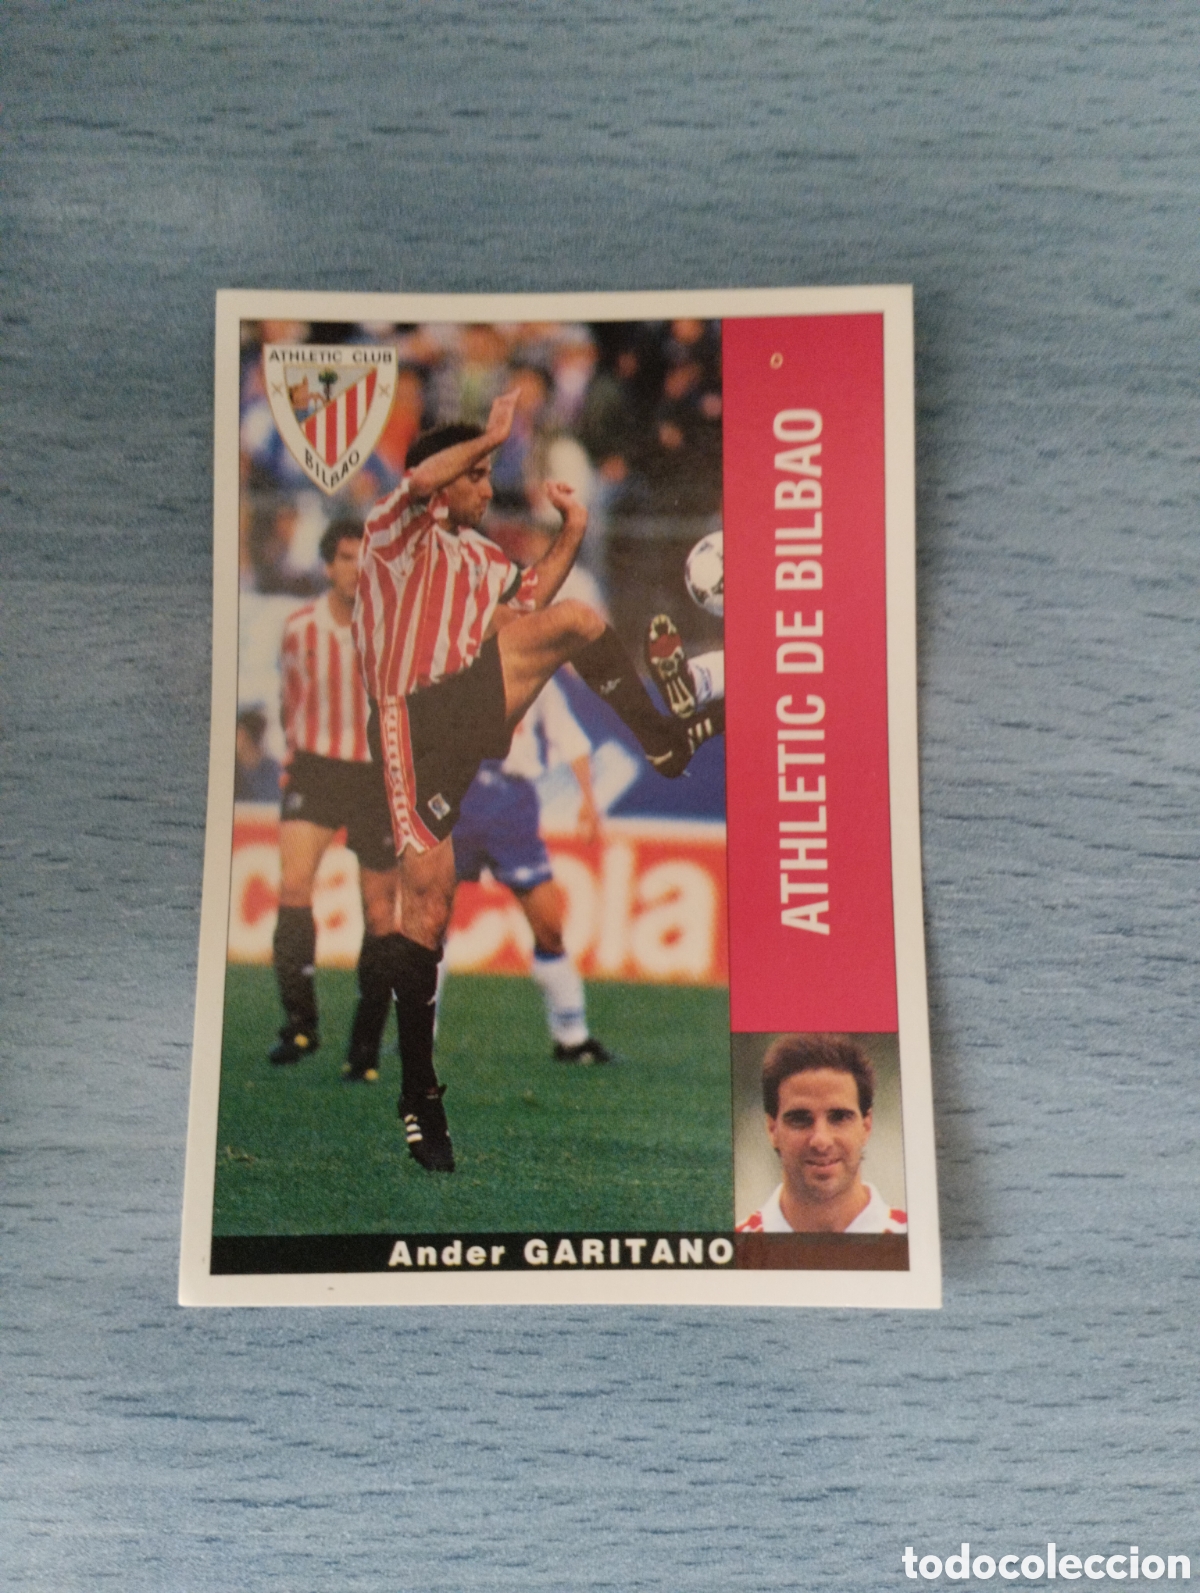 ATHLETIC CLUB
BILBAO
ATHLETIC DE BILBAO
Ander GARITANO
todocoleccion